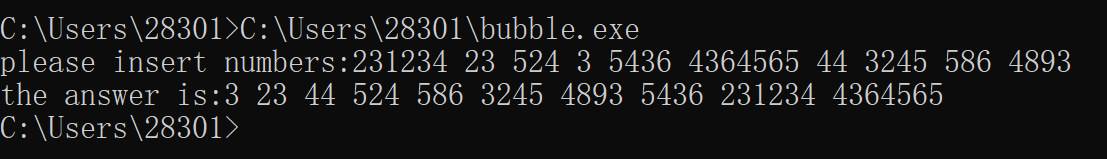 C:\Users\28301>C:\Users\28301\bubble.exe
please insert numbers:231234 23 524 3 5436 4364565 44 3245 586 4893
the answer is:3 23 44 524 586 3245 4893 5436 231234 4364565
C:\Users\28301>